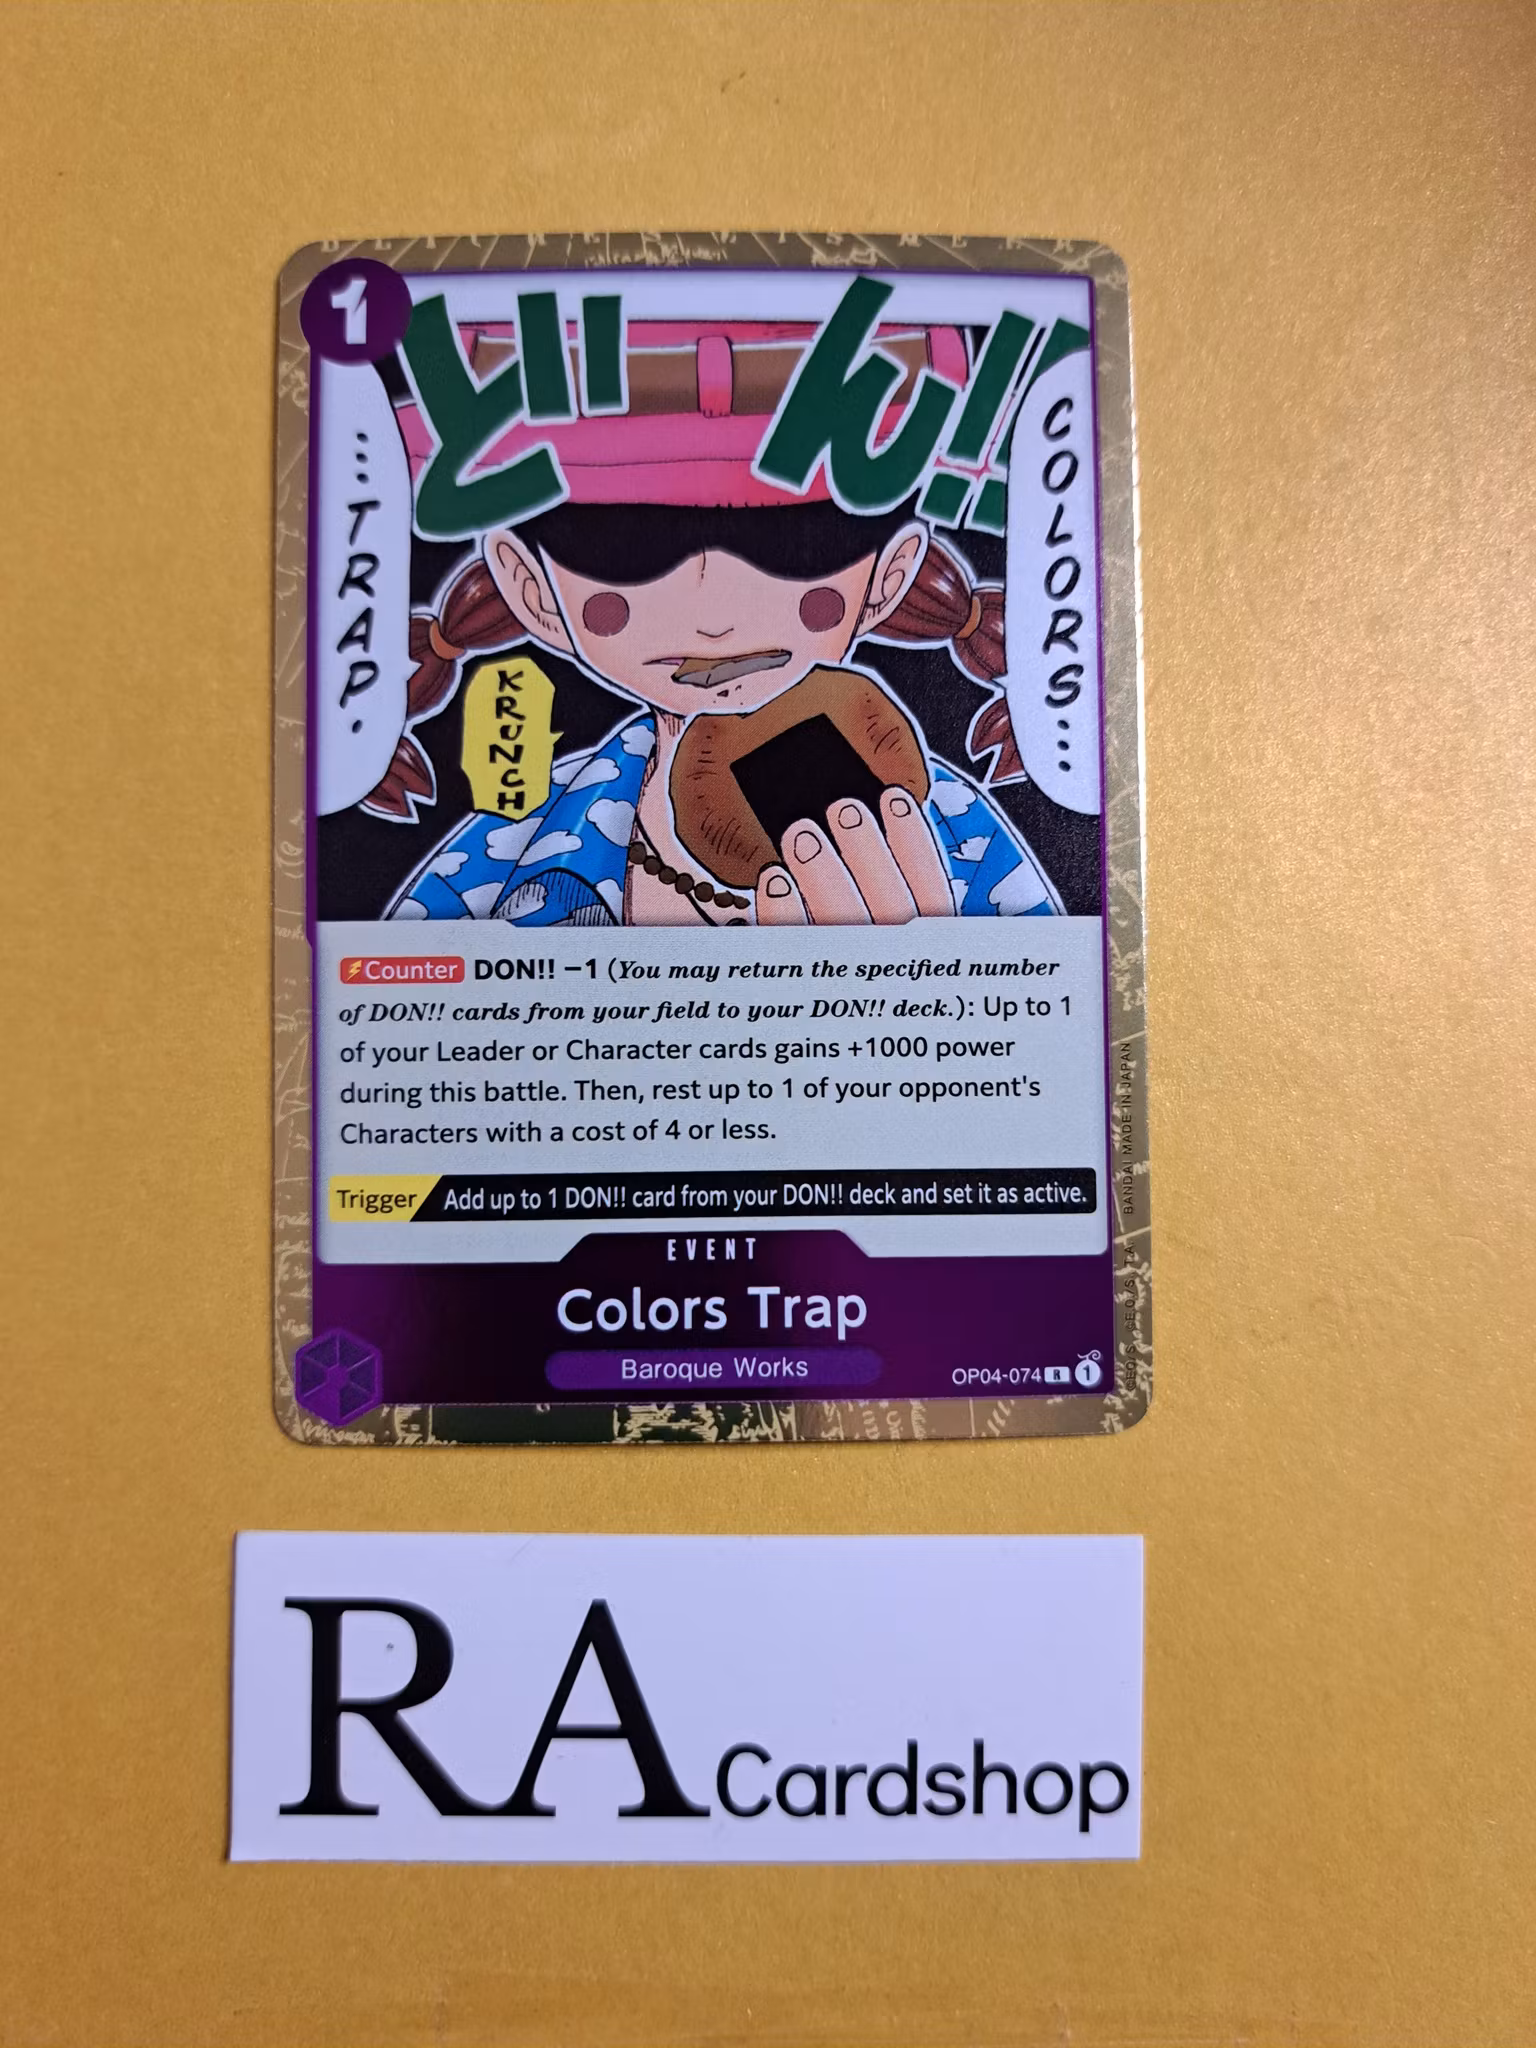 1
どん!!
COLORS...
...TRAP.
KRUNCH
Counter DON!! −1 (You may return the specified number
of DON!! cards from your field to your DON!! deck.): Up to 1
of your Leader or Character cards gains +1000 power
during this battle. Then, rest up to 1 of your opponent's
Characters with a cost of 4 or less.
Trigger Add up to 1 DON!! card from your DON!! deck and set it as active.
EVENT
Colors Trap
Baroque Works
OP04-074 R 1
BANDAI MADE IN JAPAN
RA Cardshop